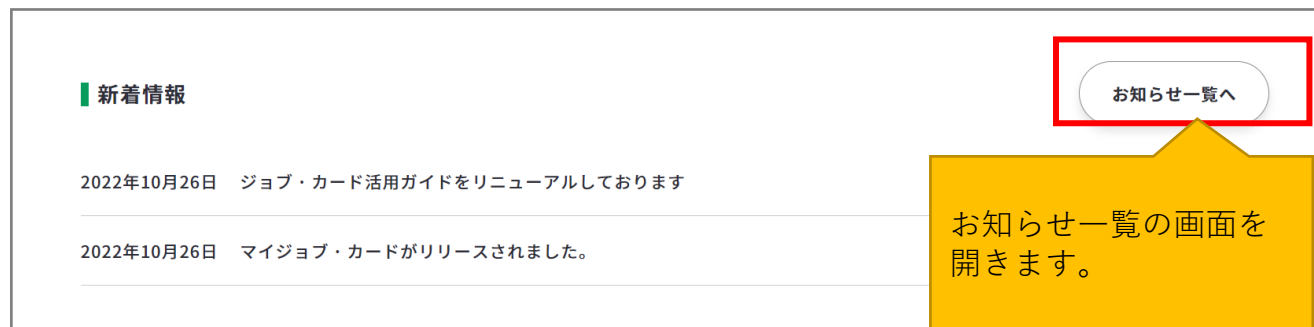 新着情報
お知らせ一覧へ
2022年10月26日 ジョブ・カード活用ガイドをリニューアルしております
2022年10月26日 マイジョブ・カードがリリースされました。
お知らせ一覧の画面を
開きます。